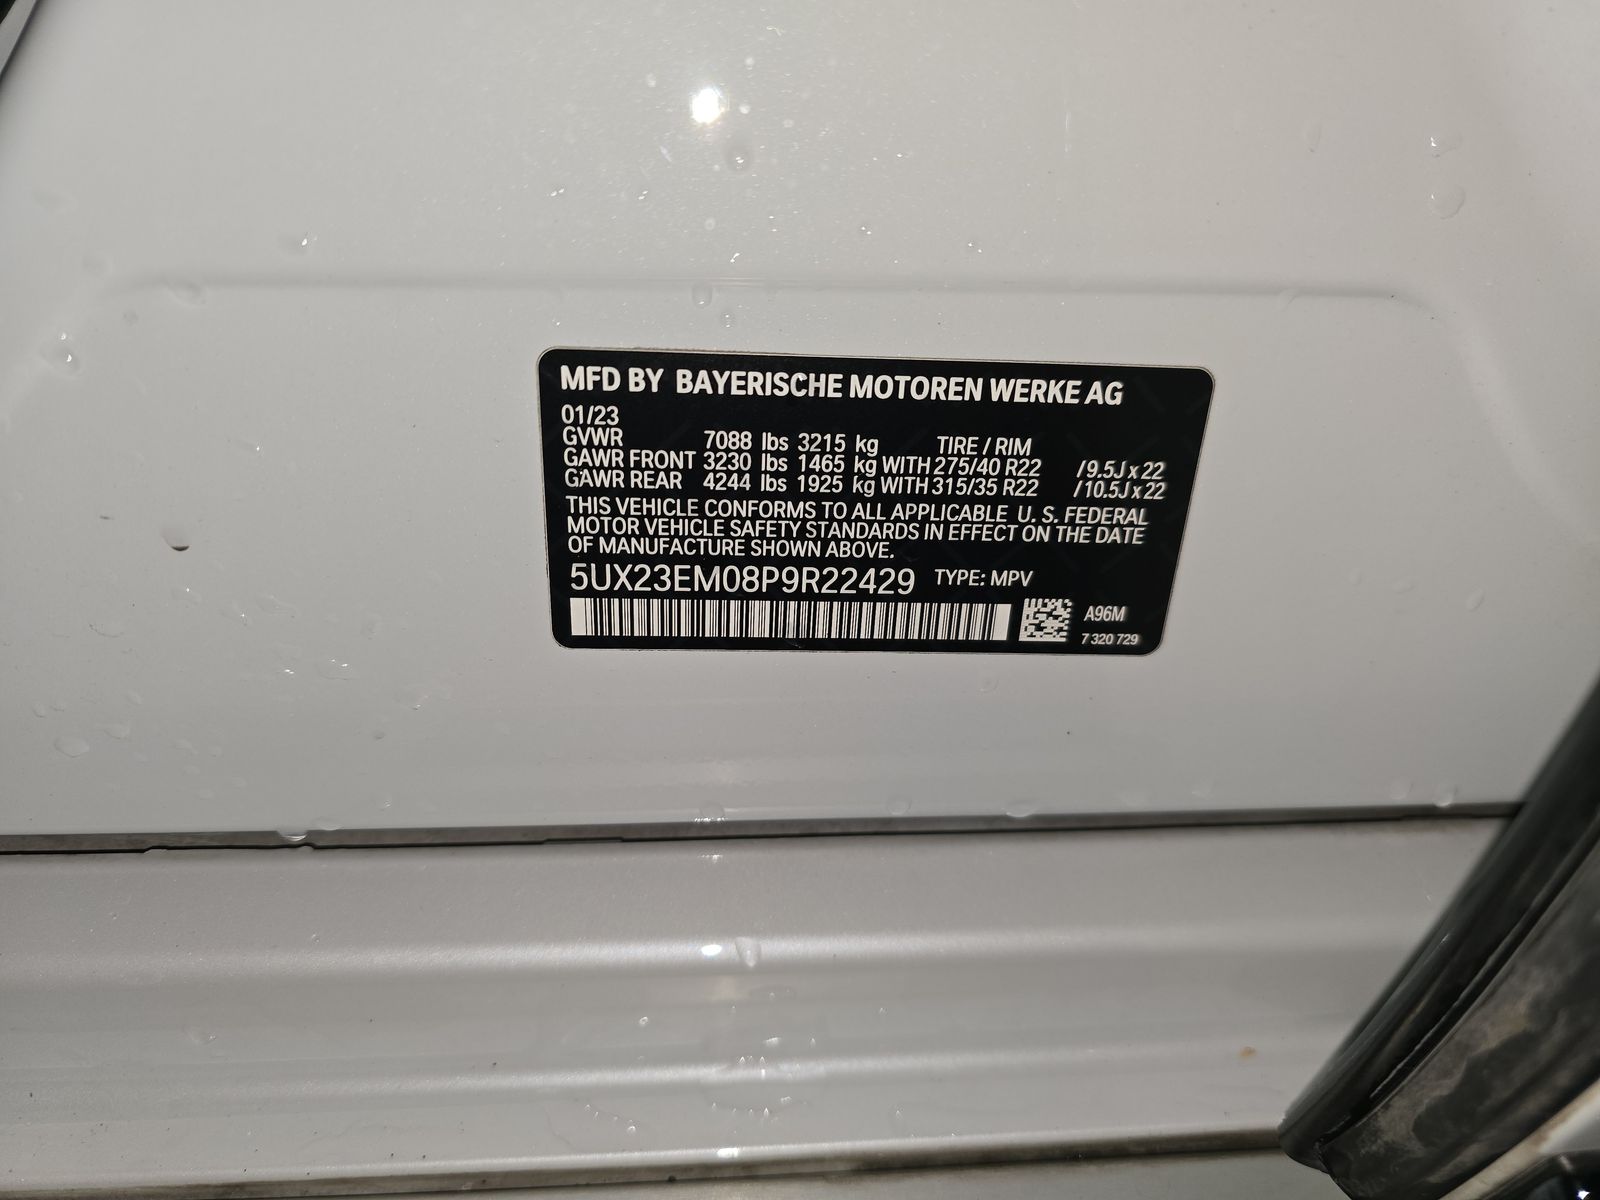 MFD BY BAYERISCHE MOTOREN WERKE AG
01/23
GVWR 7088 lbs 3215 kg TIRE / RIM
GAWR FRONT 3230 lbs 1465 kg WITH 275/40 R22 /9.5J x 22
GAWR REAR 4244 lbs 1925 kg WITH 315/35 R22 /10.5J x 22
THIS VEHICLE CONFORMS TO ALL APPLICABLE U. S. FEDERAL
MOTOR VEHICLE SAFETY STANDARDS IN EFFECT ON THE DATE
OF MANUFACTURE SHOWN ABOVE.
5UX23EM08P9R22429 TYPE: MPV
A96M
7 320 729